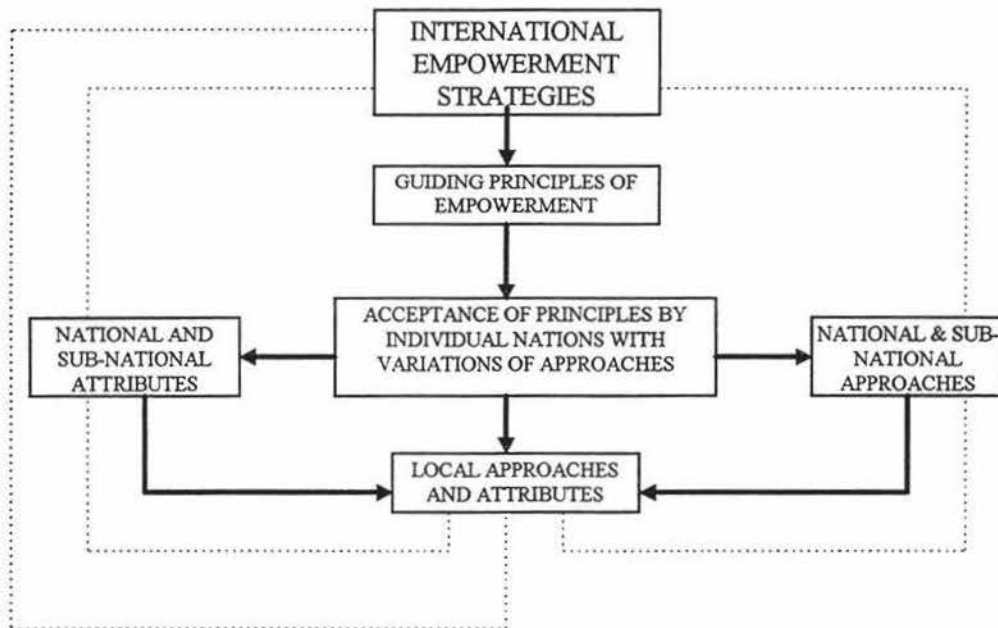 INTERNATIONAL
EMPOWERMENT
STRATEGIES
GUIDING PRINCIPLES OF
EMPOWERMENT
ACCEPTANCE OF PRINCIPLES BY
INDIVIDUAL NATIONS WITH
VARIATIONS OF APPROACHES
NATIONAL AND
SUB-NATIONAL
ATTRIBUTES
NATIONAL & SUB-
NATIONAL
APPROACHES
LOCAL APPROACHES
AND ATTRIBUTES